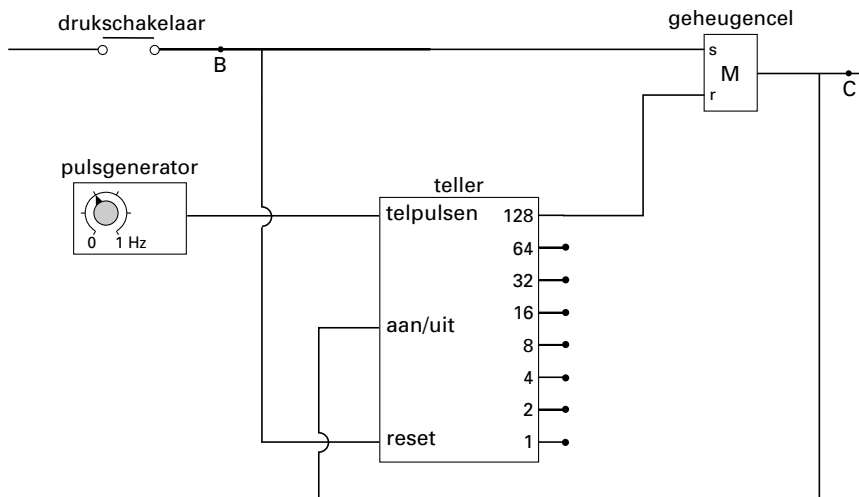 drukschakelaar
geheugencel
s
B
M
C
r
pulsgenerator
teller
telpulsen
128
0
1 Hz
64
32
16
aan/uit
8
4
2
reset
1